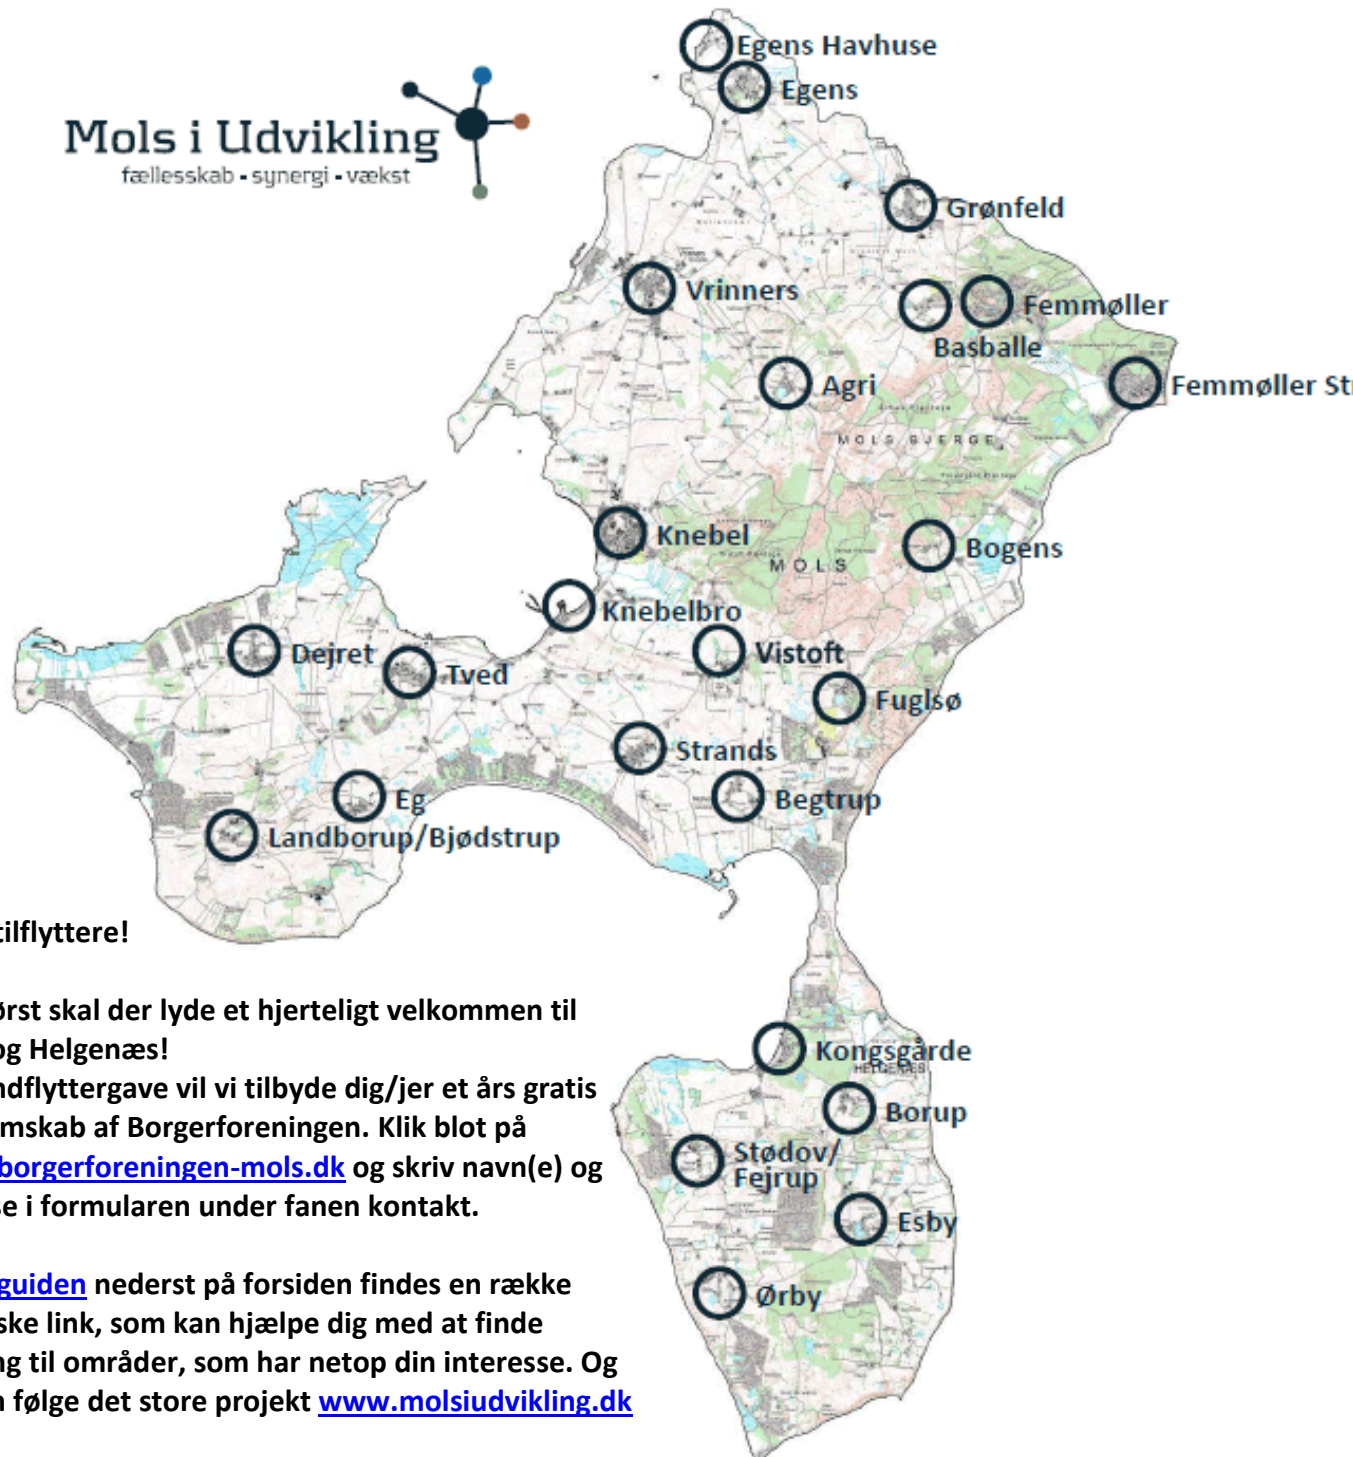 Egens Havhuse
Egens
Mols i Udvikling
fællesskab - synergi - vækst
Grønfeld
Vrinners
Femmøller
Basballe
Agri
Femmøller Str
MOLS BJERGE
Knebel
Bogens
MOLS
Knebelbro
Dejret
Tved
Vistoft
Fuglsø
Strands
Eg
Begtrup
Landborup/Bjødstrup
tilflyttere!
ørst skal der lyde et hjerteligt velkommen til
og Helgenæs!
ndflyttergave vil vi tilbyde dig/jer et års gratis
mskab af Borgerforeningen. Klik blot på
borgerforeningen-mols.dk og skriv navn(e) og
se i formularen under fanen kontakt.
guiden nederst på forsiden findes en række
ske link, som kan hjælpe dig med at finde
ng til områder, som har netop din interesse. Og
n følge det store projekt www.molsiudvikling.dk
Kongsgårde
HELGENÆS
Borup
Stødov/
Fejrup
Esby
Ørby